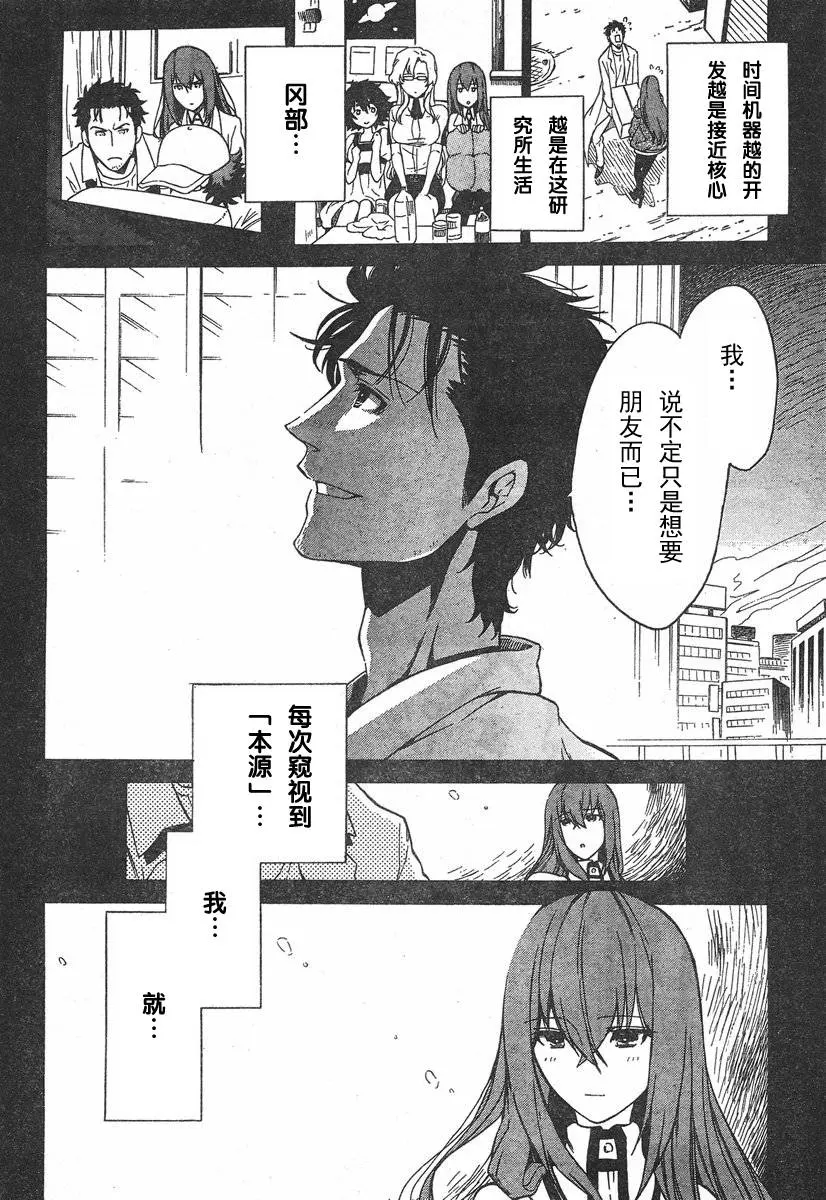 时间机器越的开
发越是接近核心
越是在这研
究所生活
冈部…
我…
说不定只是想要
朋友而已…
每次窥视到
「本源」…
我…
就…